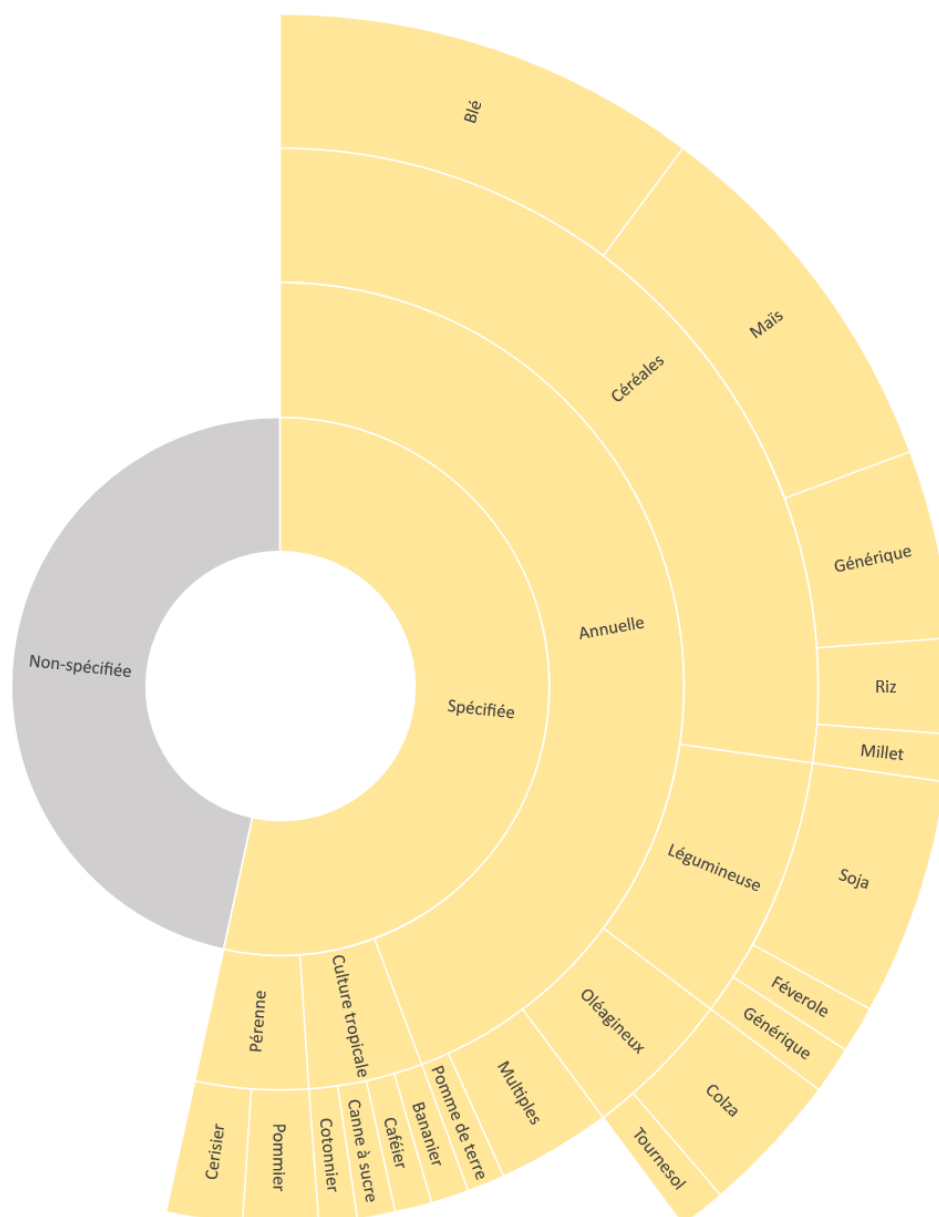 Blé
Maïs
Céréales
Générique
Annuelle
Non-spécifiée
Spécifiée
Riz
Millet
Légumineuse
Soja
Féverole
Générique
Oléagineux
Colza
Tournesol
Multiples
Pomme de terre
Culture tropicale
Bananier
Caféier
Canne à sucre
Cotonnier
Pérenne
Pommier
Cerisier